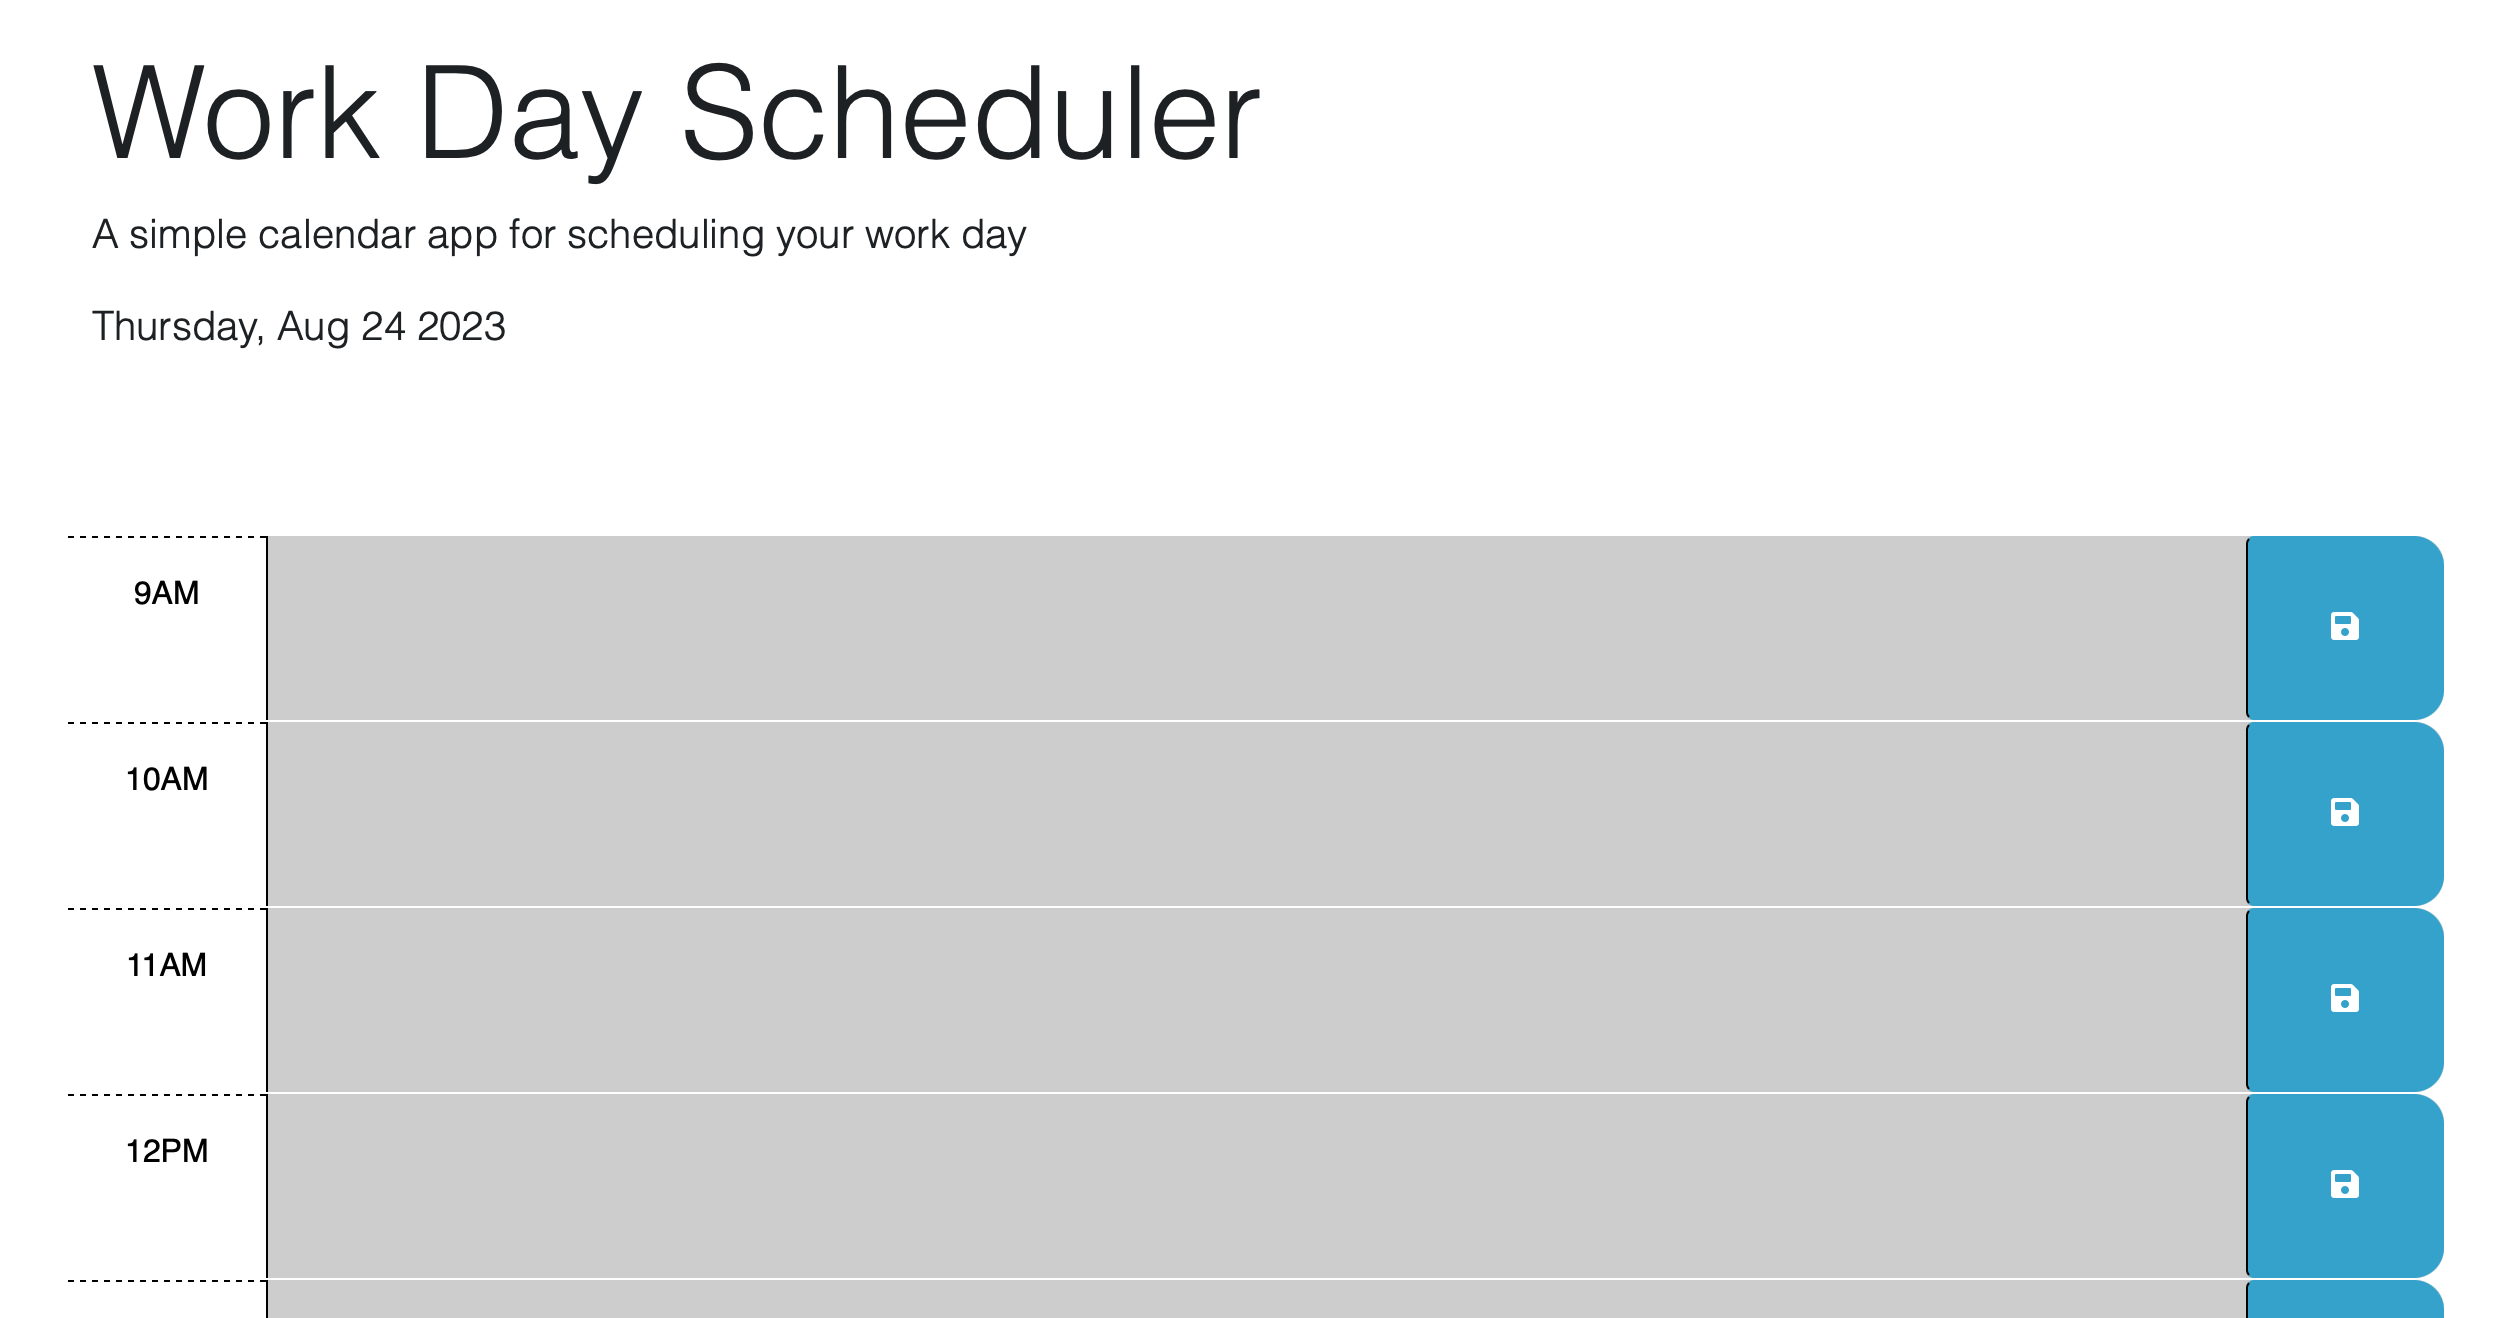 Work Day Scheduler
A simple calendar app for scheduling your work day
Thursday, Aug 24 2023
9AM
10AM
11AM
12PM